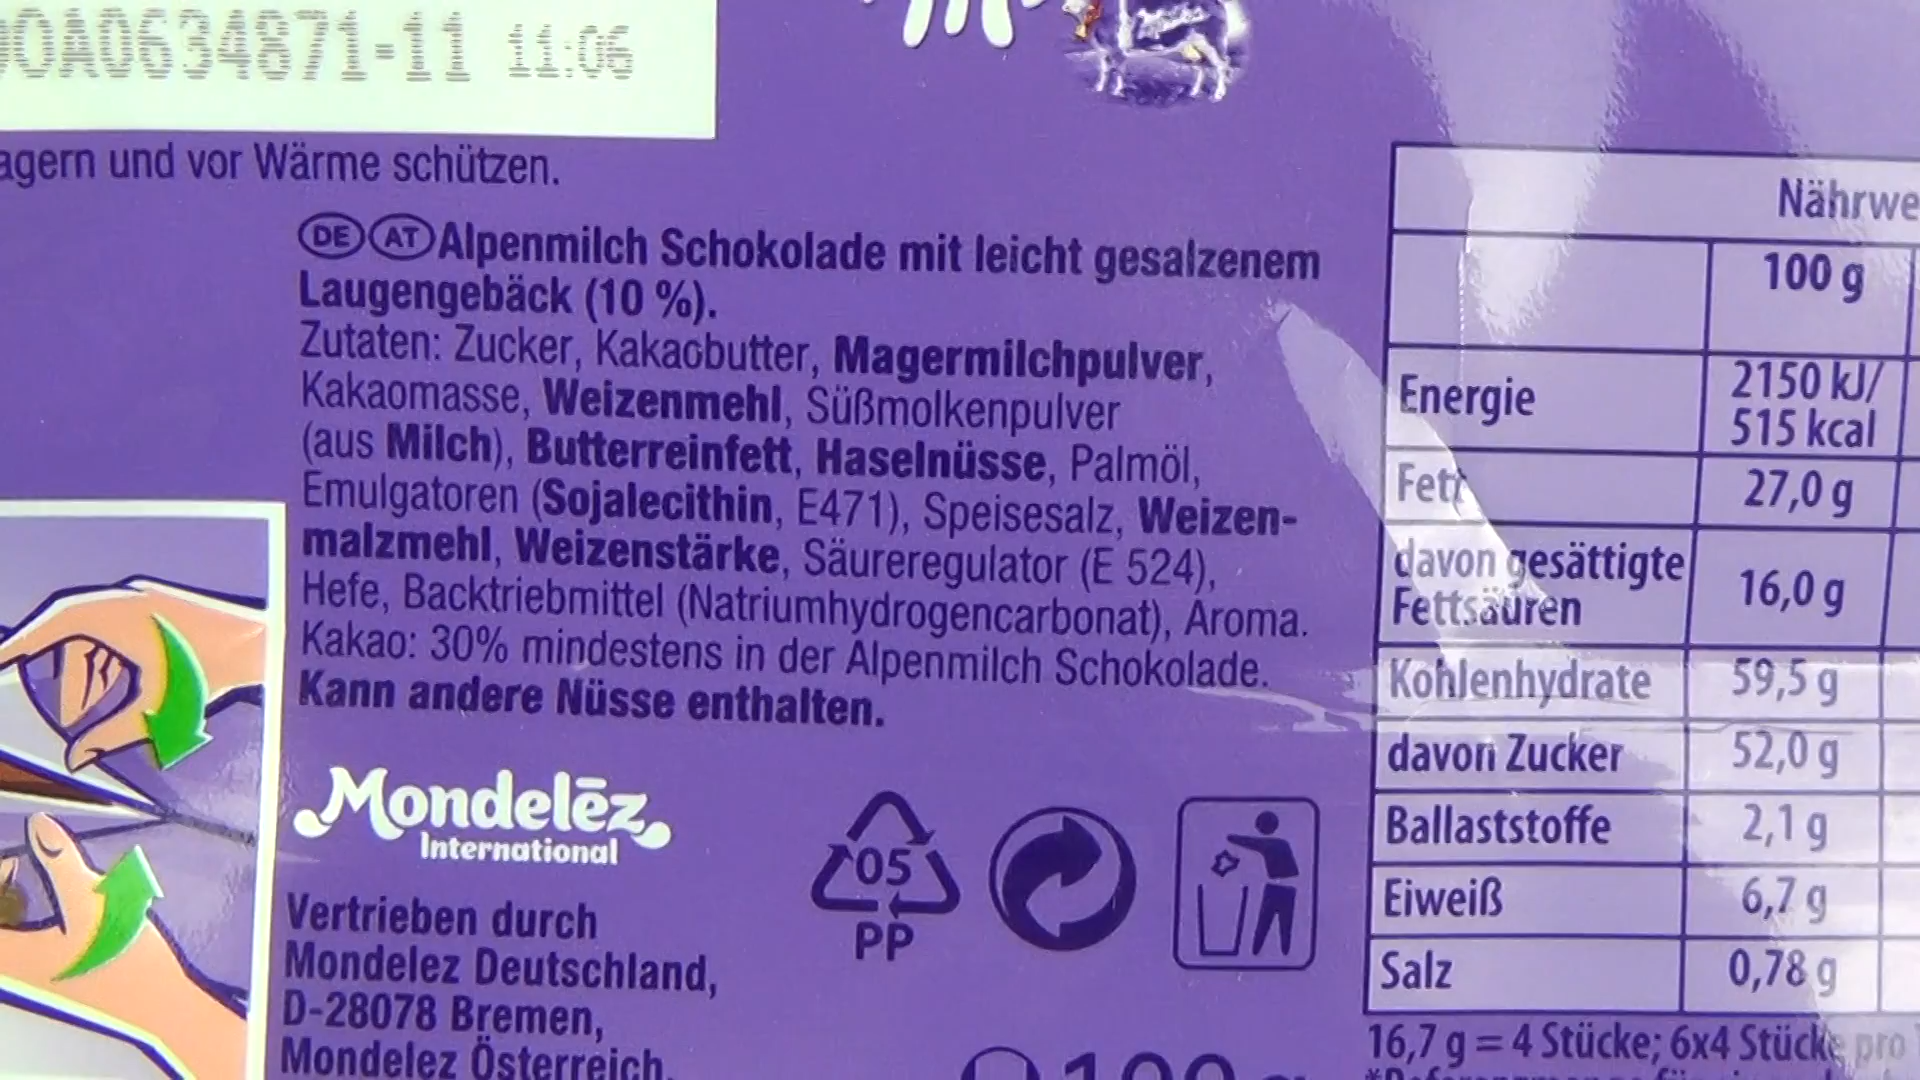 0A0634871-11 11:06
agern und vor Wärme schützen.
DE AT Alpenmilch Schokolade mit leicht gesalzenem
Laugengebäck (10 %).
Zutaten: Zucker, Kakaobutter, Magermilchpulver,
Kakaomasse, Weizenmehl, Süßmolkenpulver
(aus Milch), Butterreinfett, Haselnüsse, Palmöl,
Emulgatoren (Sojalecithin, E471), Speisesalz, Weizen-
malzmehl, Weizenstärke, Säureregulator (E 524),
Hefe, Backtriebmittel (Natriumhydrogencarbonat), Aroma.
Kakao: 30% mindestens in der Alpenmilch Schokolade.
Kann andere Nüsse enthalten.
Mondelēz
International
Vertrieben durch
Mondelez Deutschland,
D-28078 Bremen,
Mondelez Österreich,
05
PP
Milka
Nährwe
100 g
Energie 2150 kJ/
515 kcal
Fett 27,0 g
davon gesättigte
Fettsäuren 16,0 g
Kohlenhydrate 59,5 g
davon Zucker 52,0 g
Ballaststoffe 2,1 g
Eiweiß 6,7 g
Salz 0,78 g
16,7 g = 4 Stücke; 6x4 Stücke pro